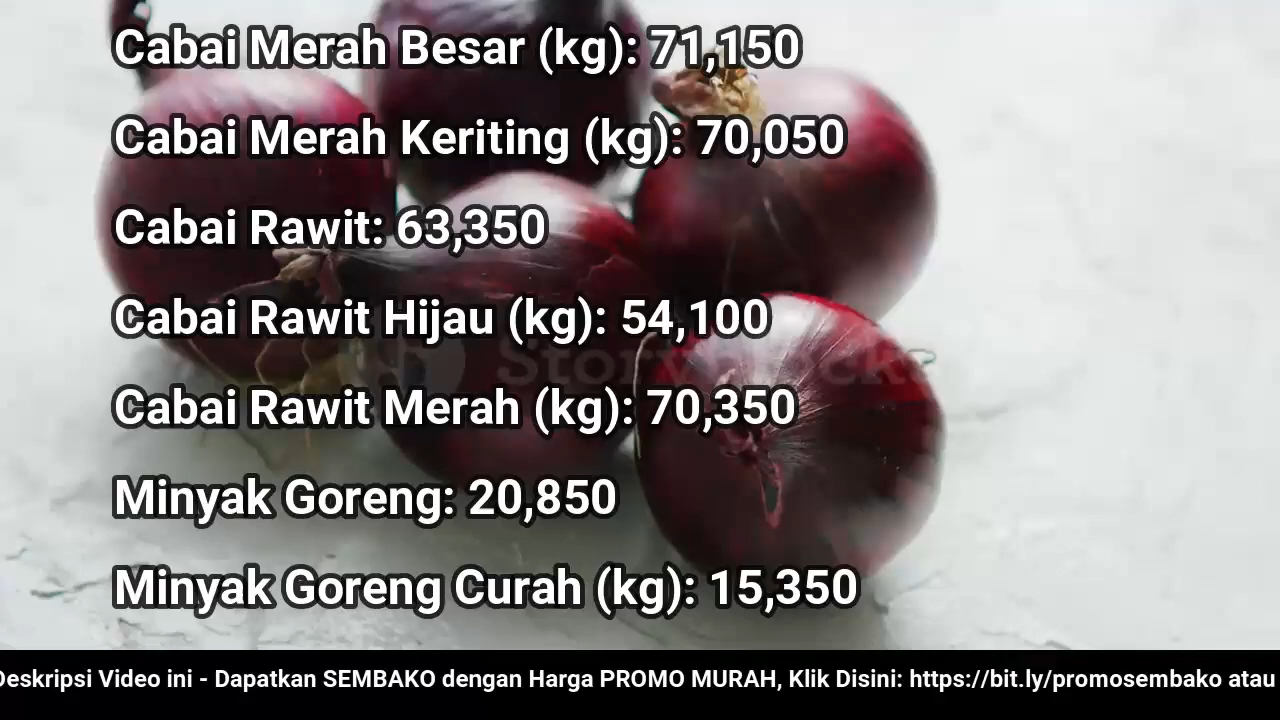 Cabai Merah Besar (kg): 71,150
Cabai Merah Keriting (kg): 70,050
Cabai Rawit: 63,350
Cabai Rawit Hijau (kg): 54,100
Cabai Rawit Merah (kg): 70,350
Minyak Goreng: 20,850
Minyak Goreng Curah (kg): 15,350
Deskripsi Video ini - Dapatkan SEMBAKO dengan Harga PROMO MURAH, Klik Disini: https://bit.ly/promosembako atau